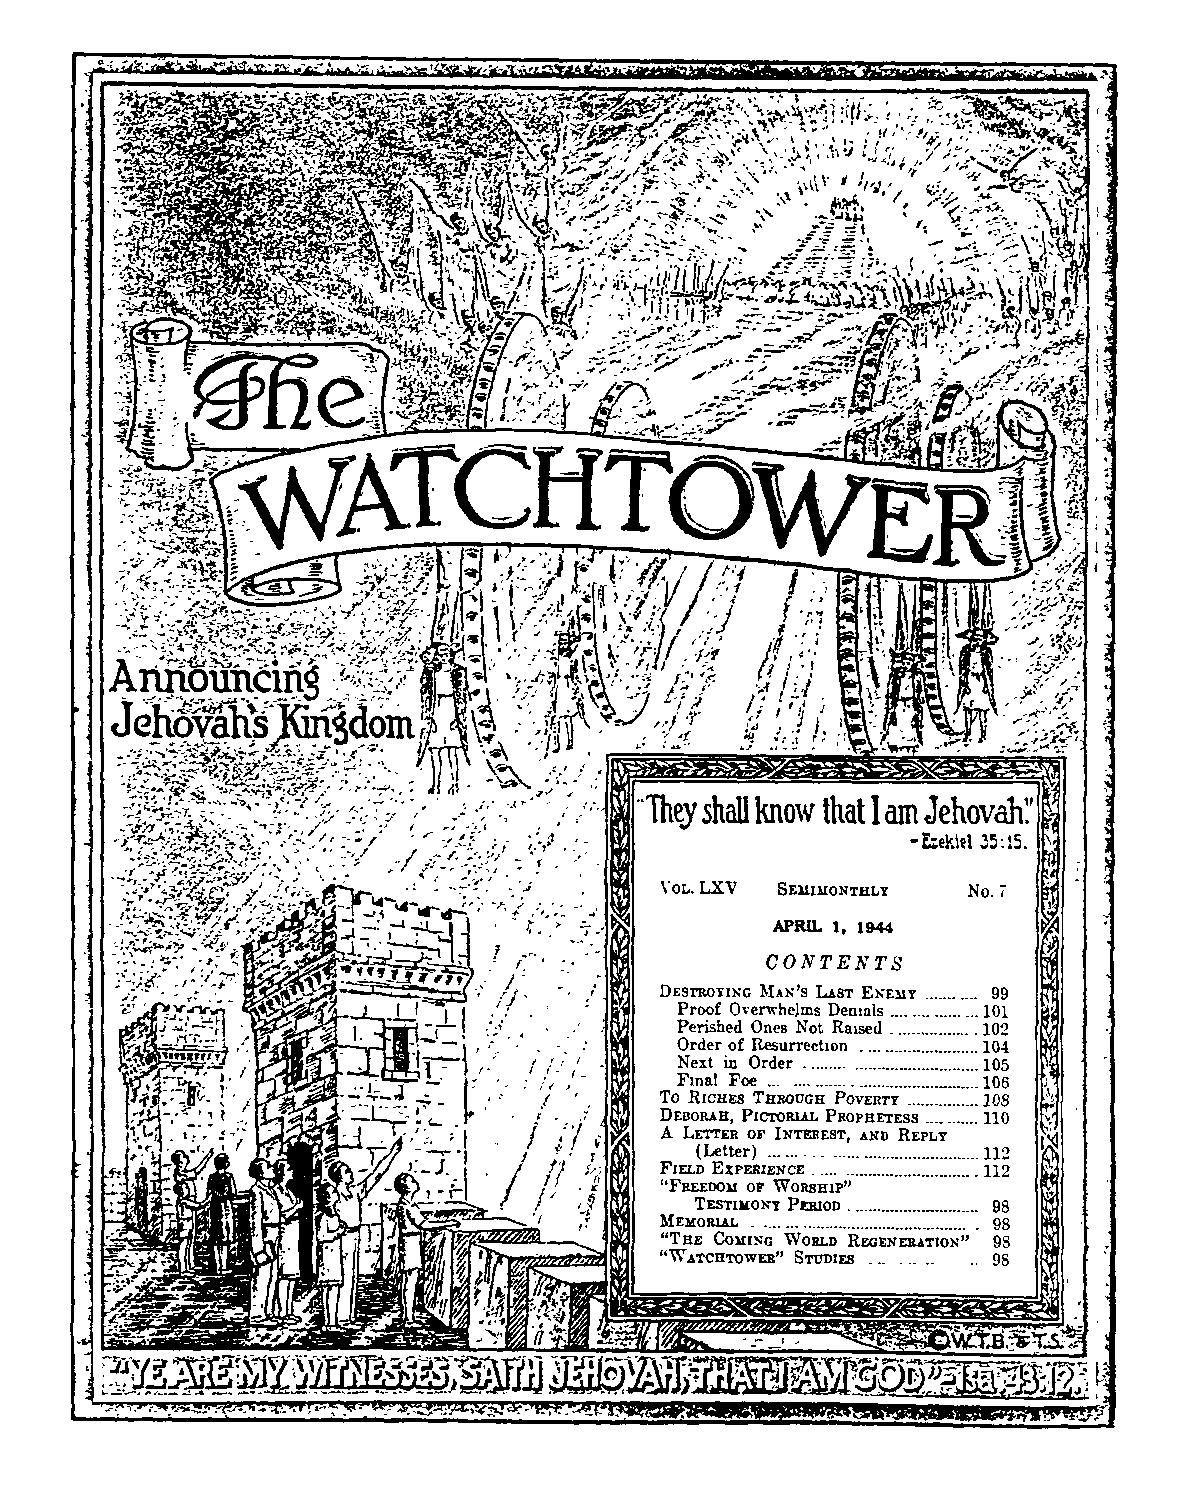 The
WATCHTOWER
Announcing
Jehovah's Kingdom
"They shall know that I am Jehovah."
- Ezekiel 35:15.
VOL. LXV SEMIMONTHLY No. 7
APRIL 1, 1944
CONTENTS
DESTROYING MAN'S LAST ENEMY .......... 99
Proof Overwhelms Denials .................. 101
Perished Ones Not Raised .................. 102
Order of Resurrection ........................ 104
Next in Order .................................. 105
Final Foe ........................................ 106
TO RICHES THROUGH POVERTY .............. 108
DEBORAH, PICTORIAL PROPHETESS .......... 110
A LETTER OF INTEREST, AND REPLY
(Letter) ........................................ 112
FIELD EXPERIENCE ............................ 112
"FREEDOM OF WORSHIP"
TESTIMONY PERIOD ........................ 98
MEMORIAL ...................................... 98
"THE COMING WORLD REGENERATION" 98
"WATCHTOWER" STUDIES .................. 98
©W.T.B. & T.S.
"YE ARE MY WITNESSES, SAITH JEHOVAH, THAT I AM GOD."-Isa. 43:12.